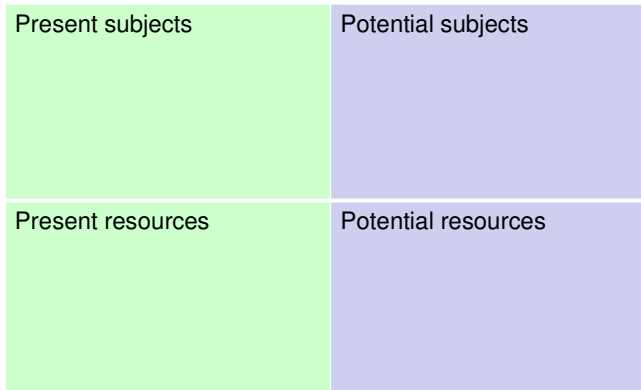 Present subjects
Potential subjects
Present resources
Potential resources